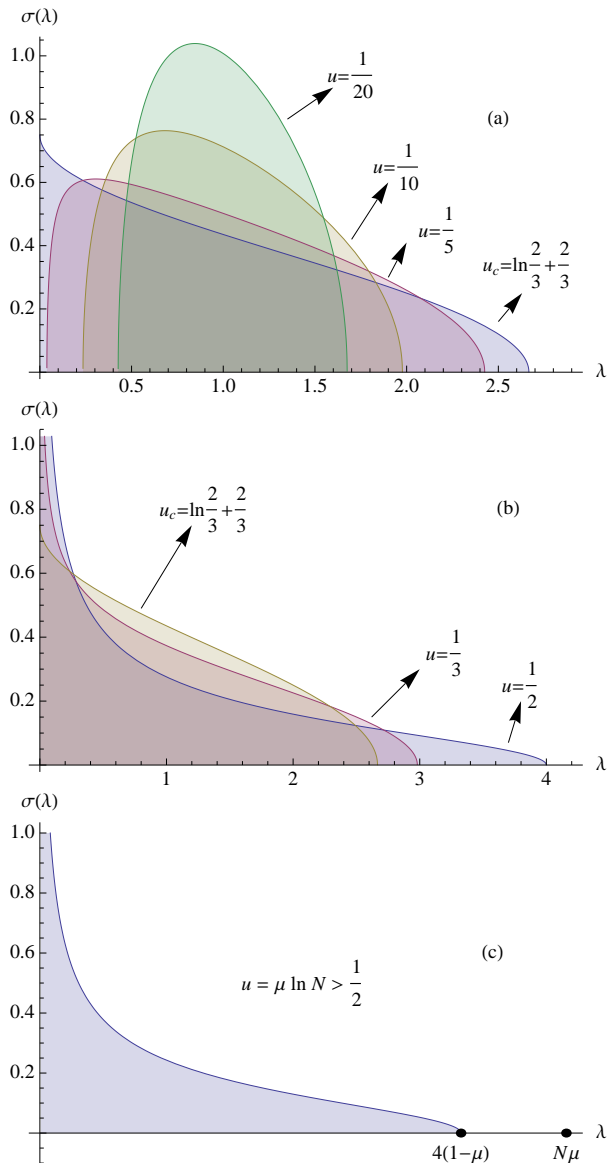 σ(λ)
1.0
u=1/20
(a)
0.8
u=1/10
0.6
u=1/5
0.4
u_c=ln 2/3 + 2/3
0.2
0.5 1.0 1.5 2.0 2.5 λ
σ(λ)
1.0
u_c=ln 2/3 + 2/3
(b)
0.8
0.6
0.4
u=1/3
u=1/2
0.2
1 2 3 4 λ
σ(λ)
1.0
0.8
(c)
0.6
u = μ ln N > 1/2
0.4
0.2
λ
4(1−μ) Nμ